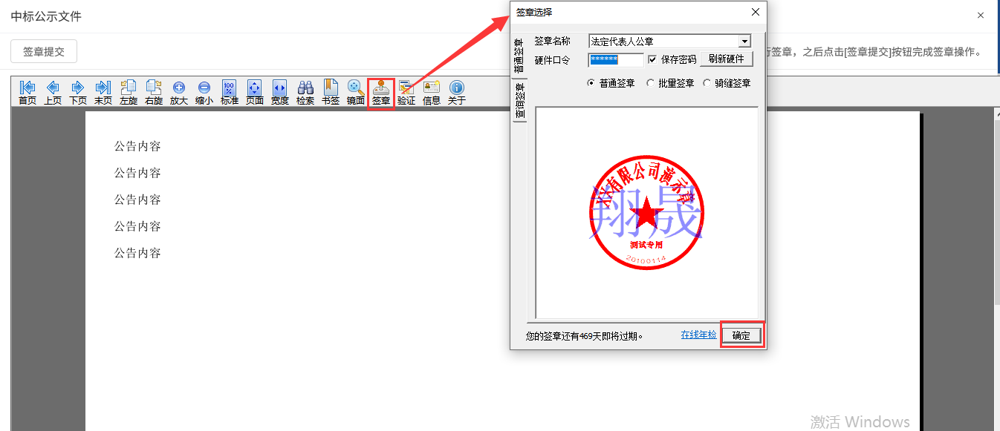 中标公示文件
签章提交
行签章，之后点击[签章提交]按钮完成签章操作。
首页 上页 下页 末页 左旋 右旋 放大 缩小 标准 页面 宽度 检索 书签 镜面 签章 验证 信息 关于
100
%
公告内容
公告内容
公告内容
公告内容
公告内容
签章选择
普通签章
查询签章
签章名称 法定代表人公章
硬件口令 ****** 保存密码 刷新硬件
普通签章 批量签章 骑缝签章
XX有限公司演示章
翔晟
测试专用
20100114
您的签章还有469天即将过期。 在线年检 确定
激活 Windows